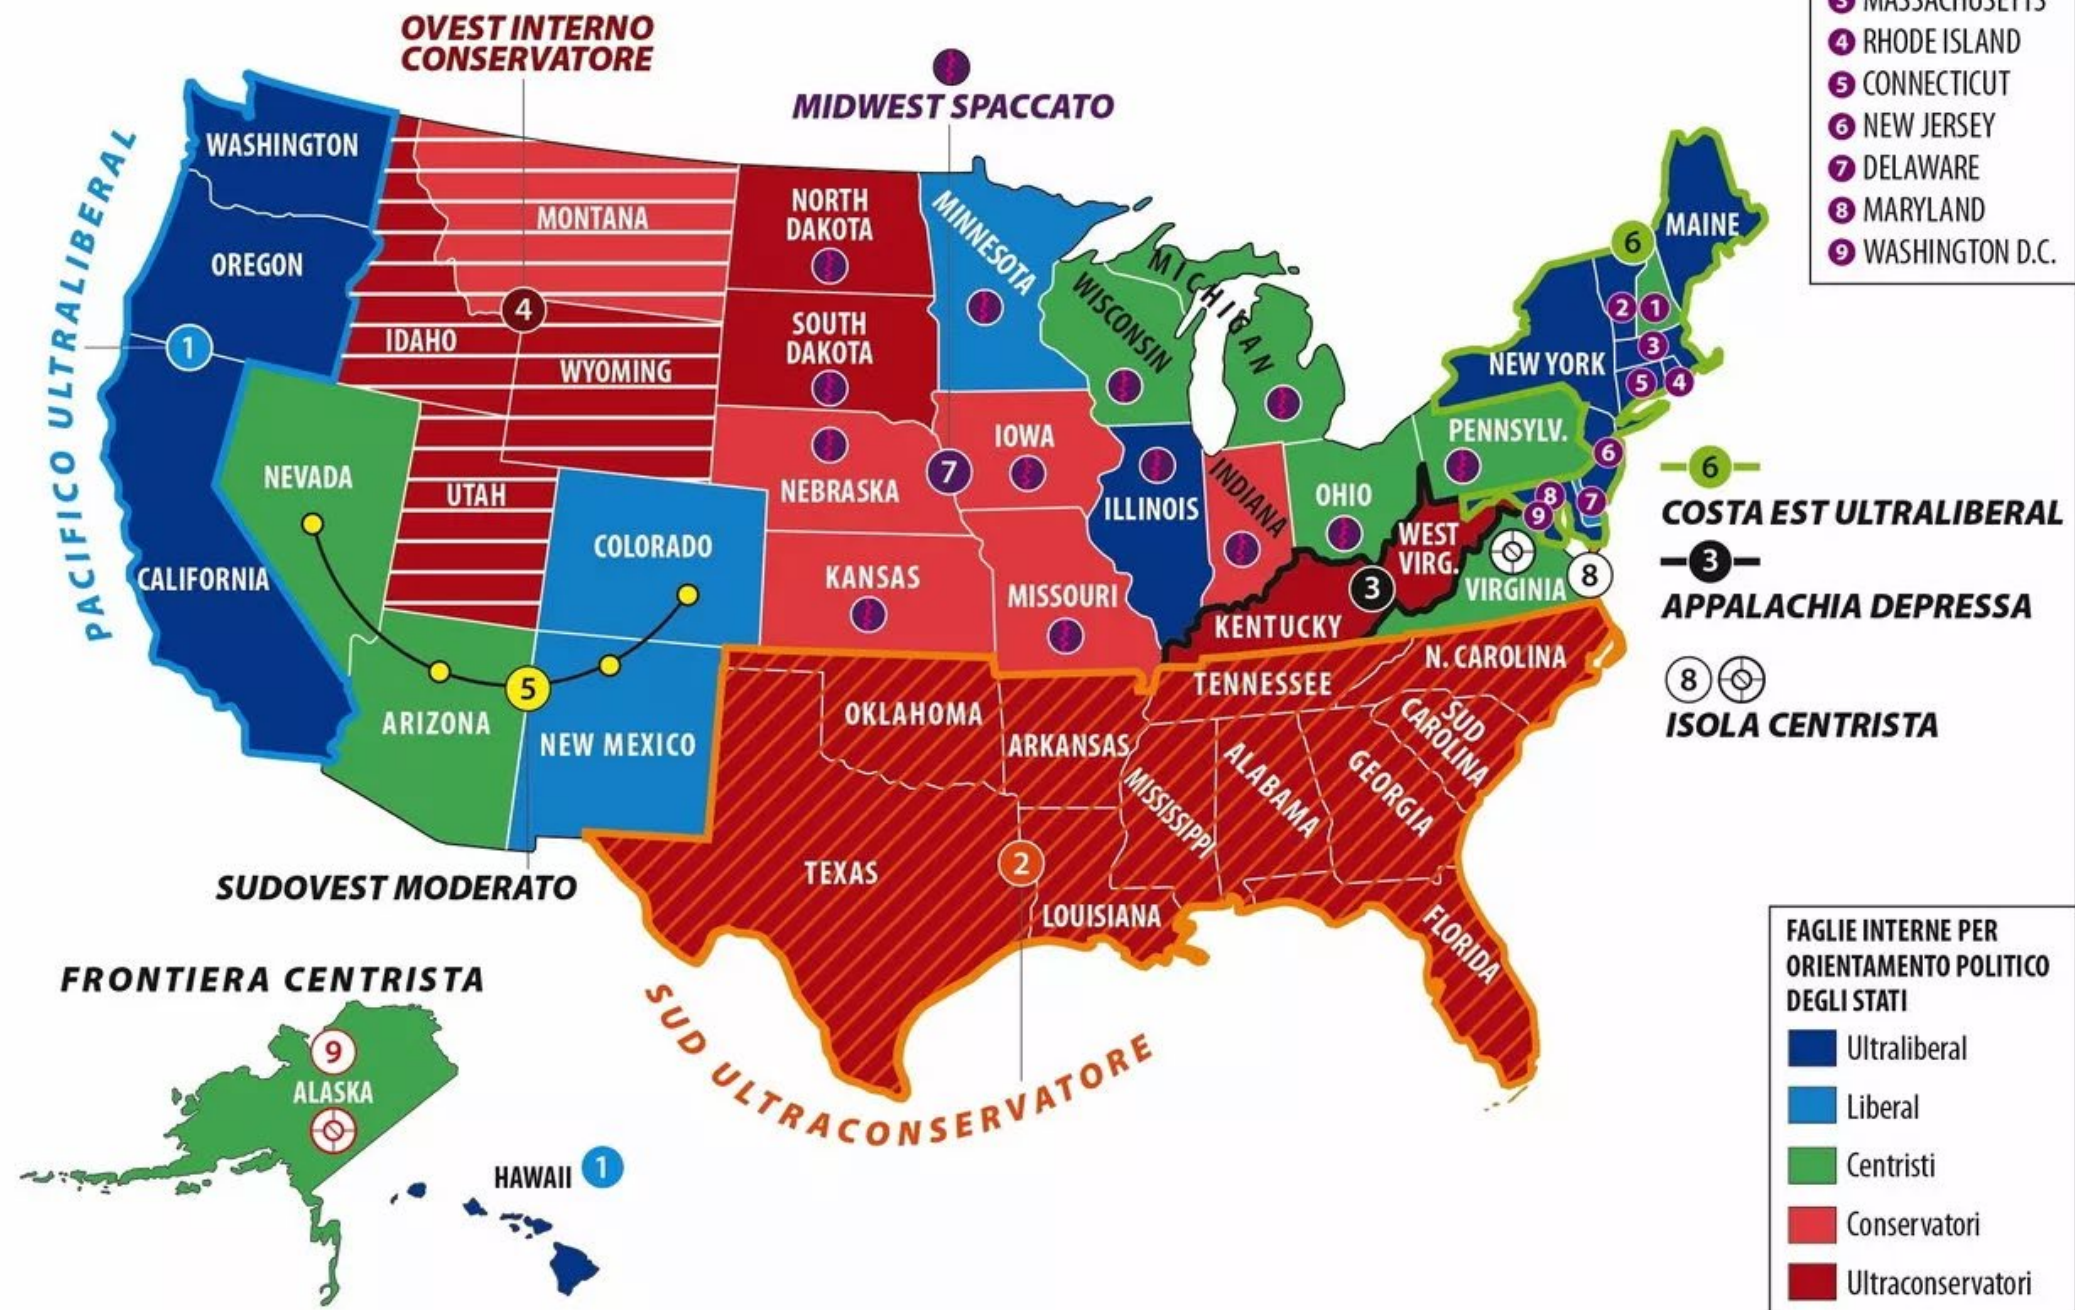 OVEST INTERNO
CONSERVATORE
MIDWEST SPACCATO
3 MASSACHUSETTS
4 RHODE ISLAND
5 CONNECTICUT
6 NEW JERSEY
7 DELAWARE
8 MARYLAND
9 WASHINGTON D.C.
PACIFICO ULTRALIBERAL
1
WASHINGTON
OREGON
CALIFORNIA
NEVADA
IDAHO
MONTANA
4
WYOMING
UTAH
COLORADO
ARIZONA
5
NEW MEXICO
NORTH
DAKOTA
SOUTH
DAKOTA
NEBRASKA
KANSAS
MINNESOTA
IOWA
7
MISSOURI
WISCONSIN
MICHIGAN
ILLINOIS
INDIANA
OHIO
KENTUCKY
3
WEST
VIRG.
VIRGINIA
8
PENNSYLV.
NEW YORK
MAINE
6
2
1
3
5
4
6
7
8
9
OKLAHOMA
ARKANSAS
TENNESSEE
N. CAROLINA
SUD
CAROLINA
MISSISSIPPI
ALABAMA
GEORGIA
TEXAS
2
LOUISIANA
FLORIDA
6
COSTA EST ULTRALIBERAL
3
APPALACHIA DEPRESSA
8
ISOLA CENTRISTA
SUDOVEST MODERATO
SUD ULTRACONSERVATORE
FRONTIERA CENTRISTA
9
ALASKA
HAWAII 1
FAGLIE INTERNE PER
ORIENTAMENTO POLITICO
DEGLI STATI
Ultraliberal
Liberal
Centristi
Conservatori
Ultraconservatori